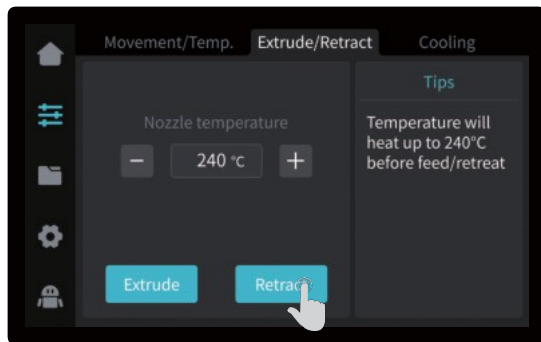 Movement/Temp. Extrude/Retract Cooling
Nozzle temperature
− 240 °C +
Extrude Retract
Tips
Temperature will
heat up to 240°C
before feed/retreat